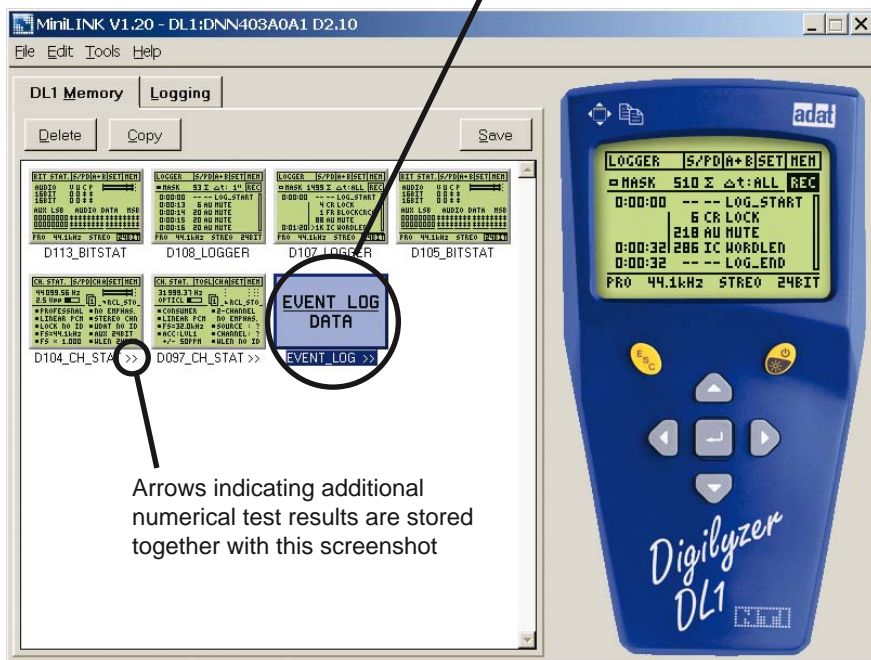 MiniLINK V1.20 - DL1:DNN403A0A1 D2.10
File Edit Tools Help
DL1 Memory Logging
Delete Copy Save
D113_BITSTAT D108_LOGGER D107_LOGGER D105_BITSTAT
EVENT LOG
DATA
D104_CH_STAT >> D097_CH_STAT >> EVENT_LOG >>
Arrows indicating additional
numerical test results are stored
together with this screenshot
adat
LOGGER S/PD A+B SET MEM
MASK 510 Σ △t:ALL REC
0:00:00 ---- LOG_START
6 CR LOCK
218 AU MUTE
0:00:32 286 IC WORDLEN
0:00:32 ---- LOG_END
PRO 44.1kHz STREO 24BIT
ESC
Digilyzer
DL1
NTI